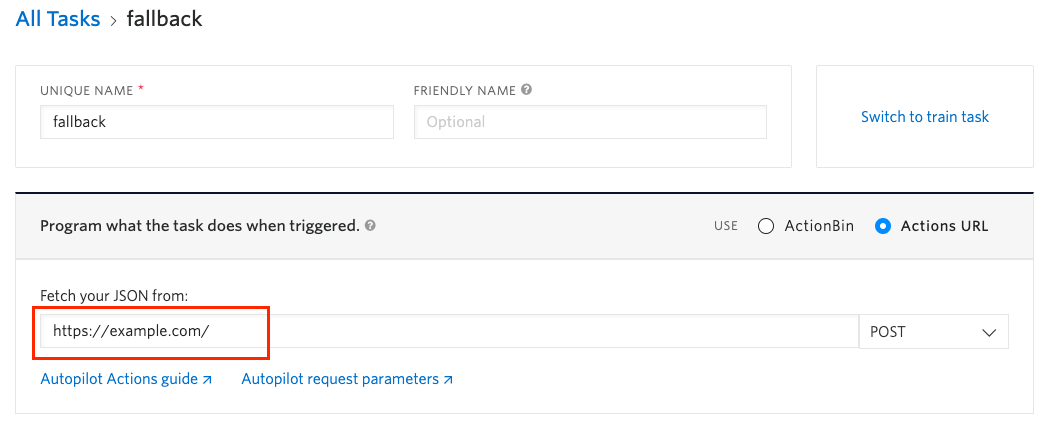 All Tasks > fallback
UNIQUE NAME * FRIENDLY NAME ?
fallback Optional
Switch to train task
Program what the task does when triggered. ? USE ActionBin Actions URL
Fetch your JSON from:
https://example.com/ POST
Autopilot Actions guide ↗ Autopilot request parameters ↗